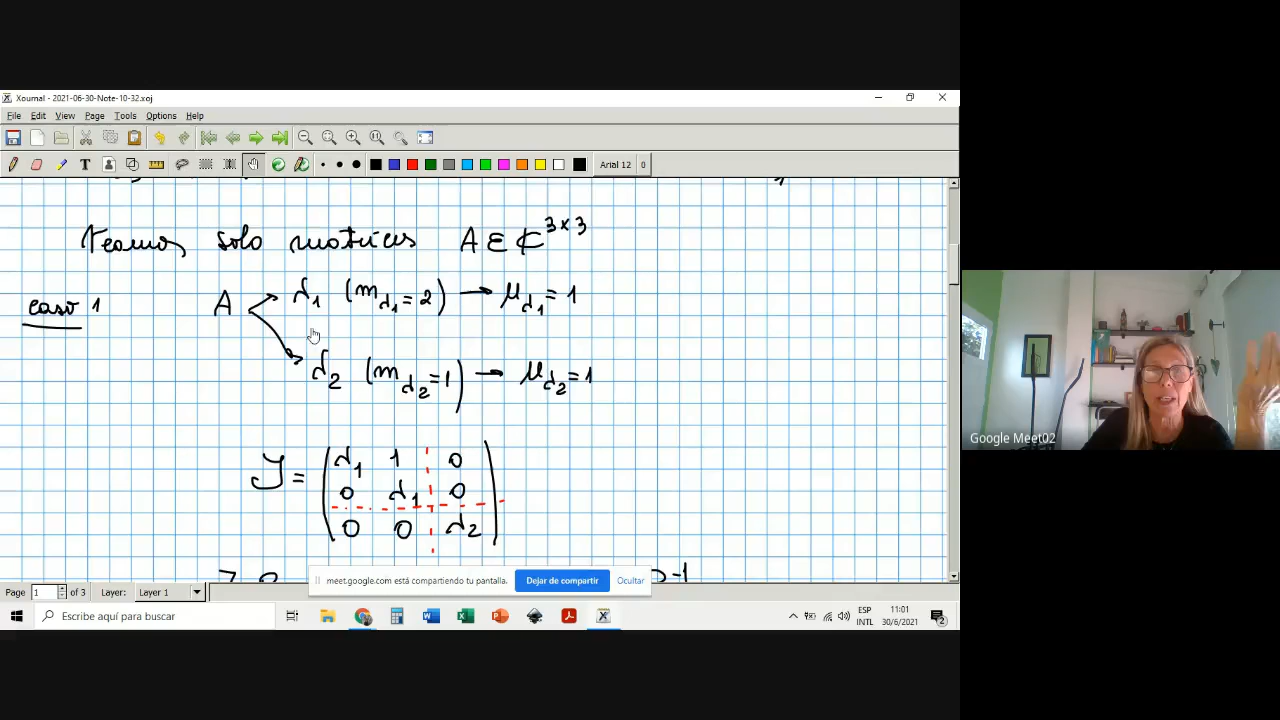 Xournal - 2021-06-30-Note-10-32.xoj
File Edit View Page Tools Options Help
Arial 12
Veamos solo matrices A ∈ ℂ³ˣ³
caso 1
A λ₁ (m_λ₁ = 2) → μ_λ₁ = 1
λ₂ (m_λ₂ = 1) → μ_λ₂ = 1
J = ( λ₁ 1 0
0 λ₁ 0
0 0 λ₂ )
Google Meet02
meet.google.com está compartiendo tu pantalla. Dejar de compartir Ocultar
Page 1 of 3 Layer: Layer 1
Escribe aquí para buscar
ESP
INTL
11:01
30/6/2021
2